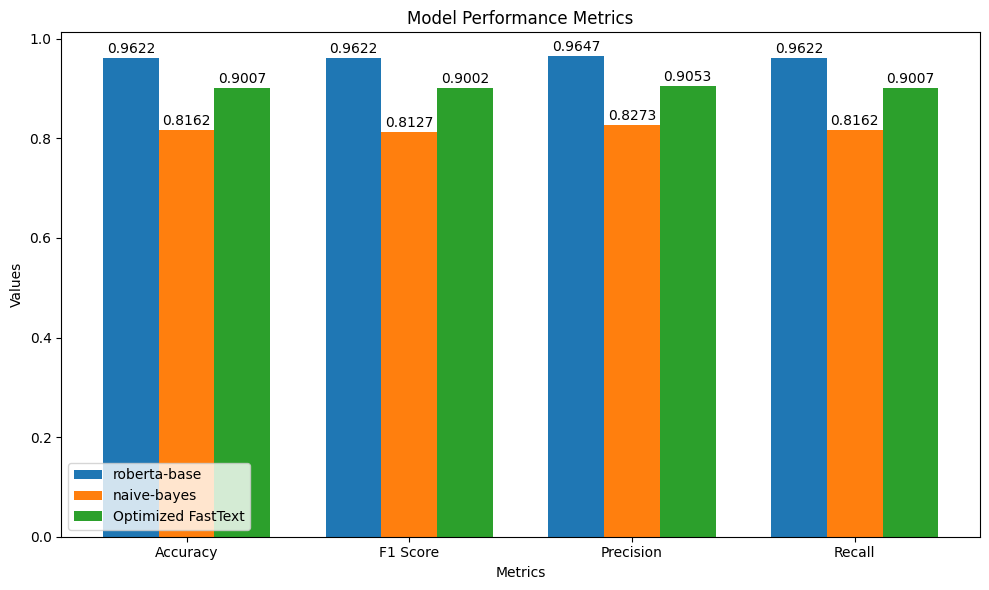 Model Performance Metrics
Values
1.0
0.8
0.6
0.4
0.2
0.0
0.9622
0.8162
0.9007
0.9622
0.8127
0.9002
0.9647
0.8273
0.9053
0.9622
0.8162
0.9007
roberta-base
naive-bayes
Optimized FastText
Accuracy
F1 Score
Precision
Recall
Metrics